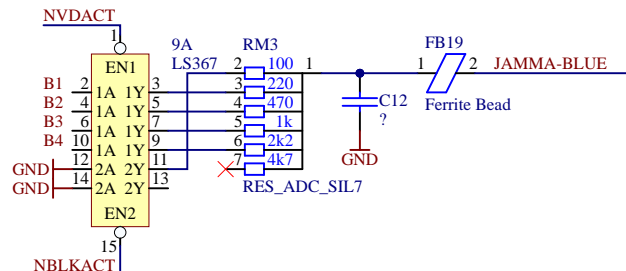 NVDACT
1
EN1
9A
LS367
RM3
FB19
B1 2 1A 1Y 3
B2 4 1A 1Y 5
B3 6 1A 1Y 7
B4 10 1A 1Y 9
GND 12 2A 2Y 11
GND 14 2A 2Y 13
EN2
15
NBLKACT
2 100 1
3 220
4 470
5 1k
6 2k2
7 4k7
RES_ADC_SIL7
C12
?
GND
1 2 JAMMA-BLUE
Ferrite Bead